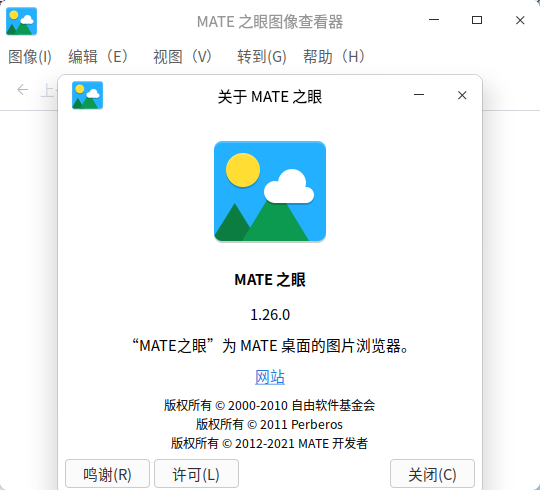 MATE 之眼图像查看器
图像(I) 编辑（E） 视图（V） 转到(G) 帮助（H）
上
关于 MATE 之眼
MATE 之眼
1.26.0
“MATE之眼”为 MATE 桌面的图片浏览器。
网站
版权所有 © 2000-2010 自由软件基金会
版权所有 © 2011 Perberos
版权所有 © 2012-2021 MATE 开发者
鸣谢(R) 许可(L) 关闭(C)